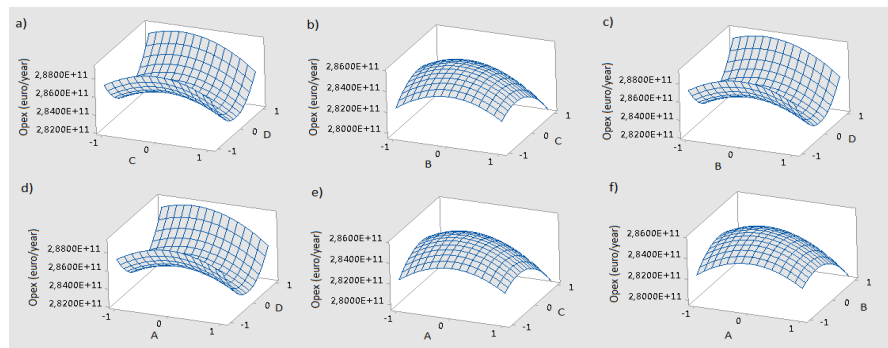 a)
Opex (euro/year)
2,8800E+11
2,8600E+11
2,8400E+11
2,8200E+11
-1
0
1
C
-1
0
1
D
b)
Opex (euro/year)
2,8600E+11
2,8400E+11
2,8200E+11
2,8000E+11
-1
0
1
B
-1
0
1
C
c)
Opex (euro/year)
2,8800E+11
2,8600E+11
2,8400E+11
2,8200E+11
-1
0
1
B
-1
0
1
D
d)
Opex (euro/year)
2,8800E+11
2,8600E+11
2,8400E+11
2,8200E+11
-1
0
1
A
-1
0
1
D
e)
Opex (euro/year)
2,8600E+11
2,8400E+11
2,8200E+11
2,8000E+11
-1
0
1
A
-1
0
1
C
f)
Opex (euro/year)
2,8600E+11
2,8400E+11
2,8200E+11
2,8000E+11
-1
0
1
A
-1
0
1
B